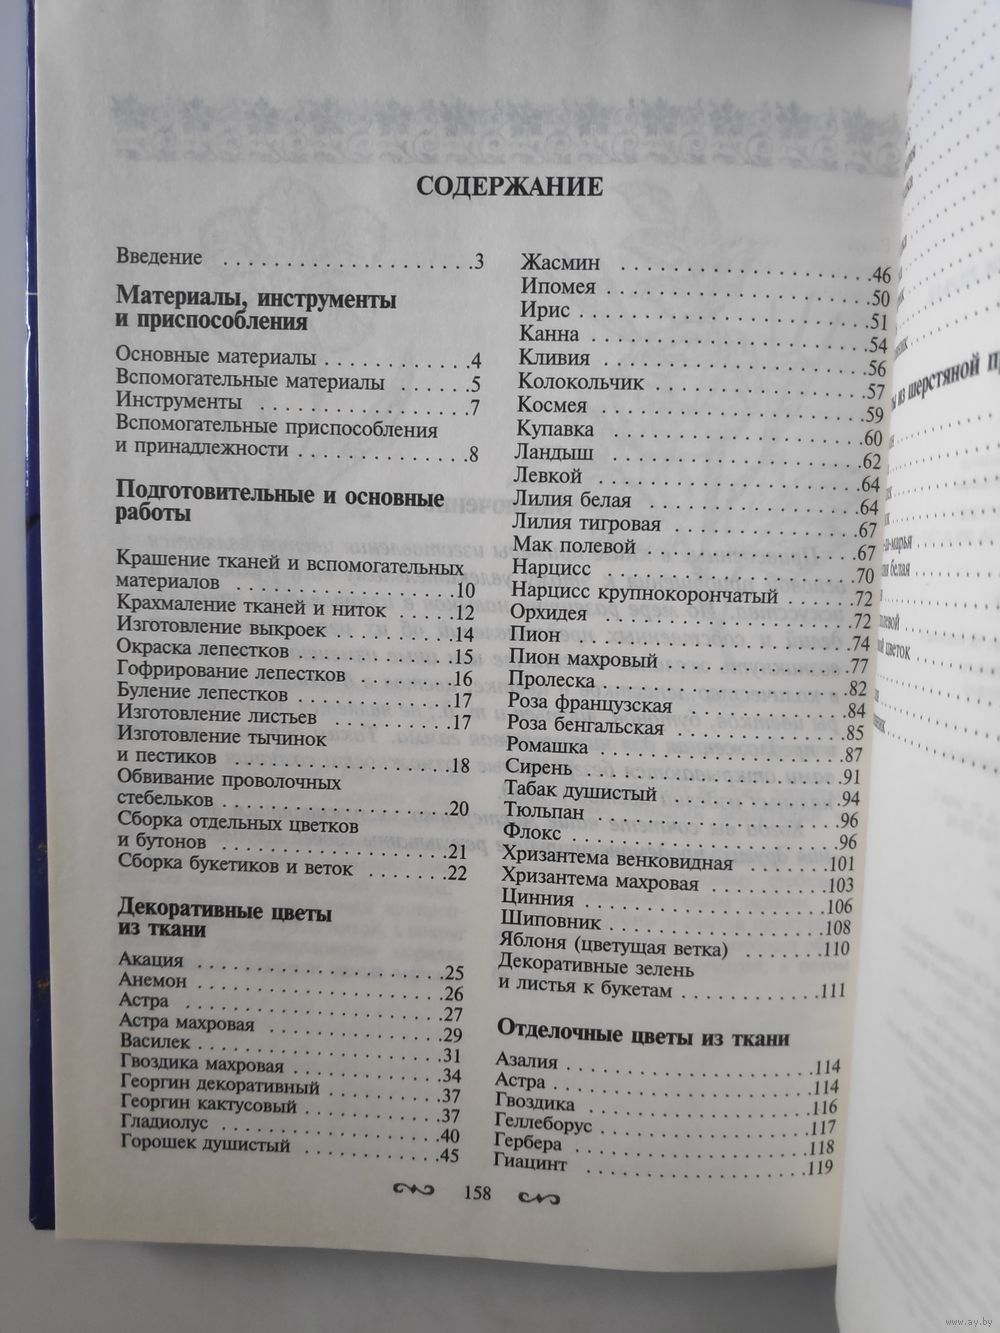 СОДЕРЖАНИЕ
Введение . . . . . . . . . . . . . . . . . . . .3
Материалы, инструменты
и приспособления
Основные материалы . . . . . . . . . . .4
Вспомогательные материалы . . . . . .5
Инструменты . . . . . . . . . . . . . . . . .7
Вспомогательные приспособления
и принадлежности . . . . . . . . . . . . .8
Подготовительные и основные
работы
Крашение тканей и вспомогательных
материалов . . . . . . . . . . . . . . . . . .10
Крахмаление тканей и ниток . . . . . .12
Изготовление выкроек . . . . . . . . . .14
Окраска лепестков . . . . . . . . . . . . .15
Гофрирование лепестков . . . . . . . .16
Буление лепестков . . . . . . . . . . . . .17
Изготовление листьев . . . . . . . . . .17
Изготовление тычинок
и пестиков . . . . . . . . . . . . . . . . . .18
Обвивание проволочных
стебельков . . . . . . . . . . . . . . . . . .20
Сборка отдельных цветков
и бутонов . . . . . . . . . . . . . . . . . .21
Сборка букетиков и веток . . . . . . .22
Декоративные цветы
из ткани
Акация . . . . . . . . . . . . . . . . . . . .25
Анемон . . . . . . . . . . . . . . . . . . . .26
Астра . . . . . . . . . . . . . . . . . . . . .27
Астра махровая . . . . . . . . . . . . . .29
Василек . . . . . . . . . . . . . . . . . . . .31
Гвоздика махровая . . . . . . . . . . . .34
Георгин декоративный . . . . . . . . .37
Георгин кактусовый . . . . . . . . . . .37
Гладиолус . . . . . . . . . . . . . . . . . .40
Горошек душистый . . . . . . . . . . .45
Жасмин . . . . . . . . . . . . . . . . . . . .46
Ипомея . . . . . . . . . . . . . . . . . . . .50
Ирис . . . . . . . . . . . . . . . . . . . . . .51
Канна . . . . . . . . . . . . . . . . . . . . .54
Кливия . . . . . . . . . . . . . . . . . . . .56
Колокольчик . . . . . . . . . . . . . . . .57
Космея . . . . . . . . . . . . . . . . . . . .59
Купавка . . . . . . . . . . . . . . . . . . .60
Ландыш . . . . . . . . . . . . . . . . . . .62
Левкой . . . . . . . . . . . . . . . . . . . .64
Лилия белая . . . . . . . . . . . . . . . .64
Лилия тигровая . . . . . . . . . . . . . .67
Мак полевой . . . . . . . . . . . . . . . .67
Нарцисс . . . . . . . . . . . . . . . . . . .70
Нарцисс крупнокорончатый . . . . . .72
Орхидея . . . . . . . . . . . . . . . . . . .72
Пион . . . . . . . . . . . . . . . . . . . . .74
Пион махровый . . . . . . . . . . . . . .77
Пролеска . . . . . . . . . . . . . . . . . .82
Роза французская . . . . . . . . . . . .84
Роза бенгальская . . . . . . . . . . . . .85
Ромашка . . . . . . . . . . . . . . . . . .87
Сирень . . . . . . . . . . . . . . . . . . . .91
Табак душистый . . . . . . . . . . . . .94
Тюльпан . . . . . . . . . . . . . . . . . . .96
Флокс . . . . . . . . . . . . . . . . . . . .96
Хризантема венковидная . . . . . . .101
Хризантема махровая . . . . . . . . .103
Цинния . . . . . . . . . . . . . . . . . .106
Шиповник . . . . . . . . . . . . . . . .108
Яблоня (цветущая ветка) . . . . . . .110
Декоративные зелень
и листья к букетам . . . . . . . . . . .111
Отделочные цветы из ткани
Азалия . . . . . . . . . . . . . . . . . . .114
Астра . . . . . . . . . . . . . . . . . . . .114
Гвоздика . . . . . . . . . . . . . . . . .116
Геллеборус . . . . . . . . . . . . . . . .117
Гербера . . . . . . . . . . . . . . . . . .118
Гиацинт . . . . . . . . . . . . . . . . . .119
158
из шерстяной
белая
цветок
www.ay.by